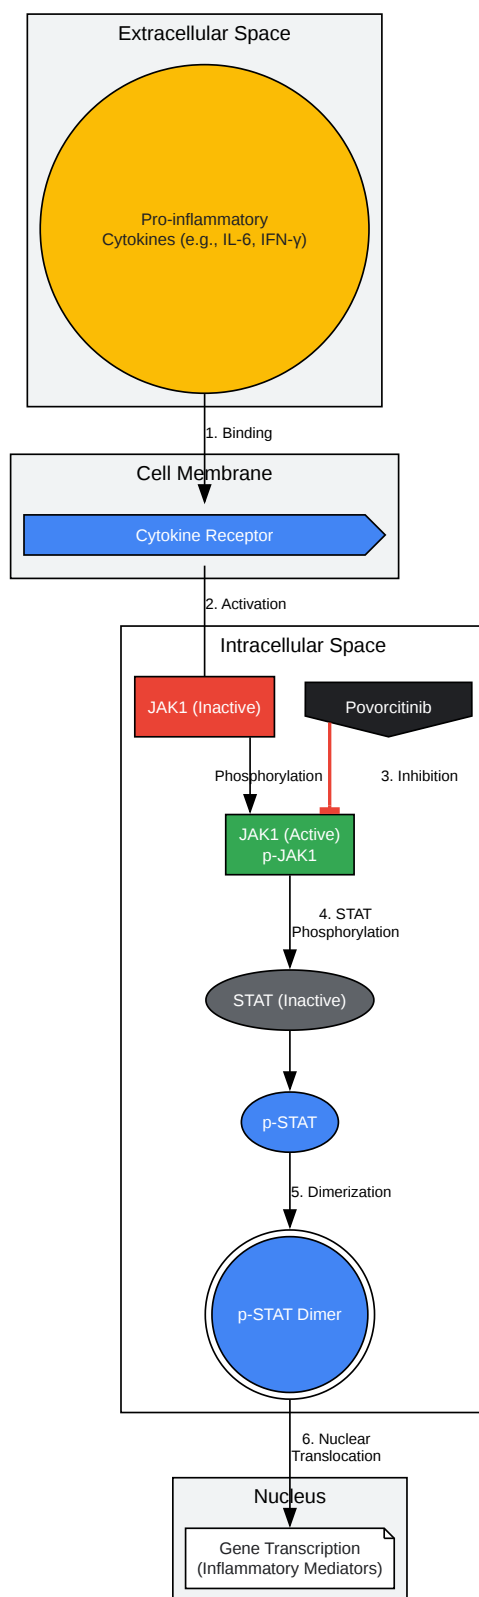 Extracellular Space
Pro-inflammatory
Cytokines (e.g., IL-6, IFN-γ)
1. Binding
Cell Membrane
Cytokine Receptor
2. Activation
Intracellular Space
JAK1 (Inactive)
Povorcitinib
Phosphorylation
3. Inhibition
JAK1 (Active)
p-JAK1
4. STAT
Phosphorylation
STAT (Inactive)
p-STAT
5. Dimerization
p-STAT Dimer
6. Nuclear
Translocation
Nucleus
Gene Transcription
(Inflammatory Mediators)